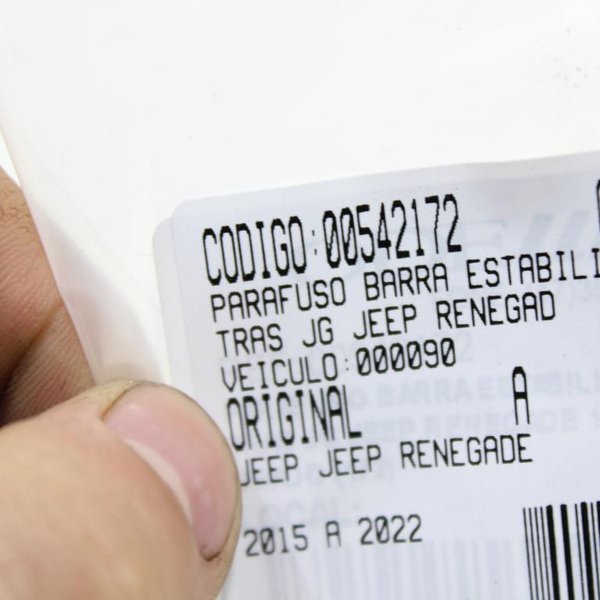 CODIGO:00542172
PARAFUSO BARRA ESTABILI
TRAS JG JEEP RENEGAD
VEICULO:000090
ORIGINAL A
JEEP JEEP RENEGADE
2015 A 2022